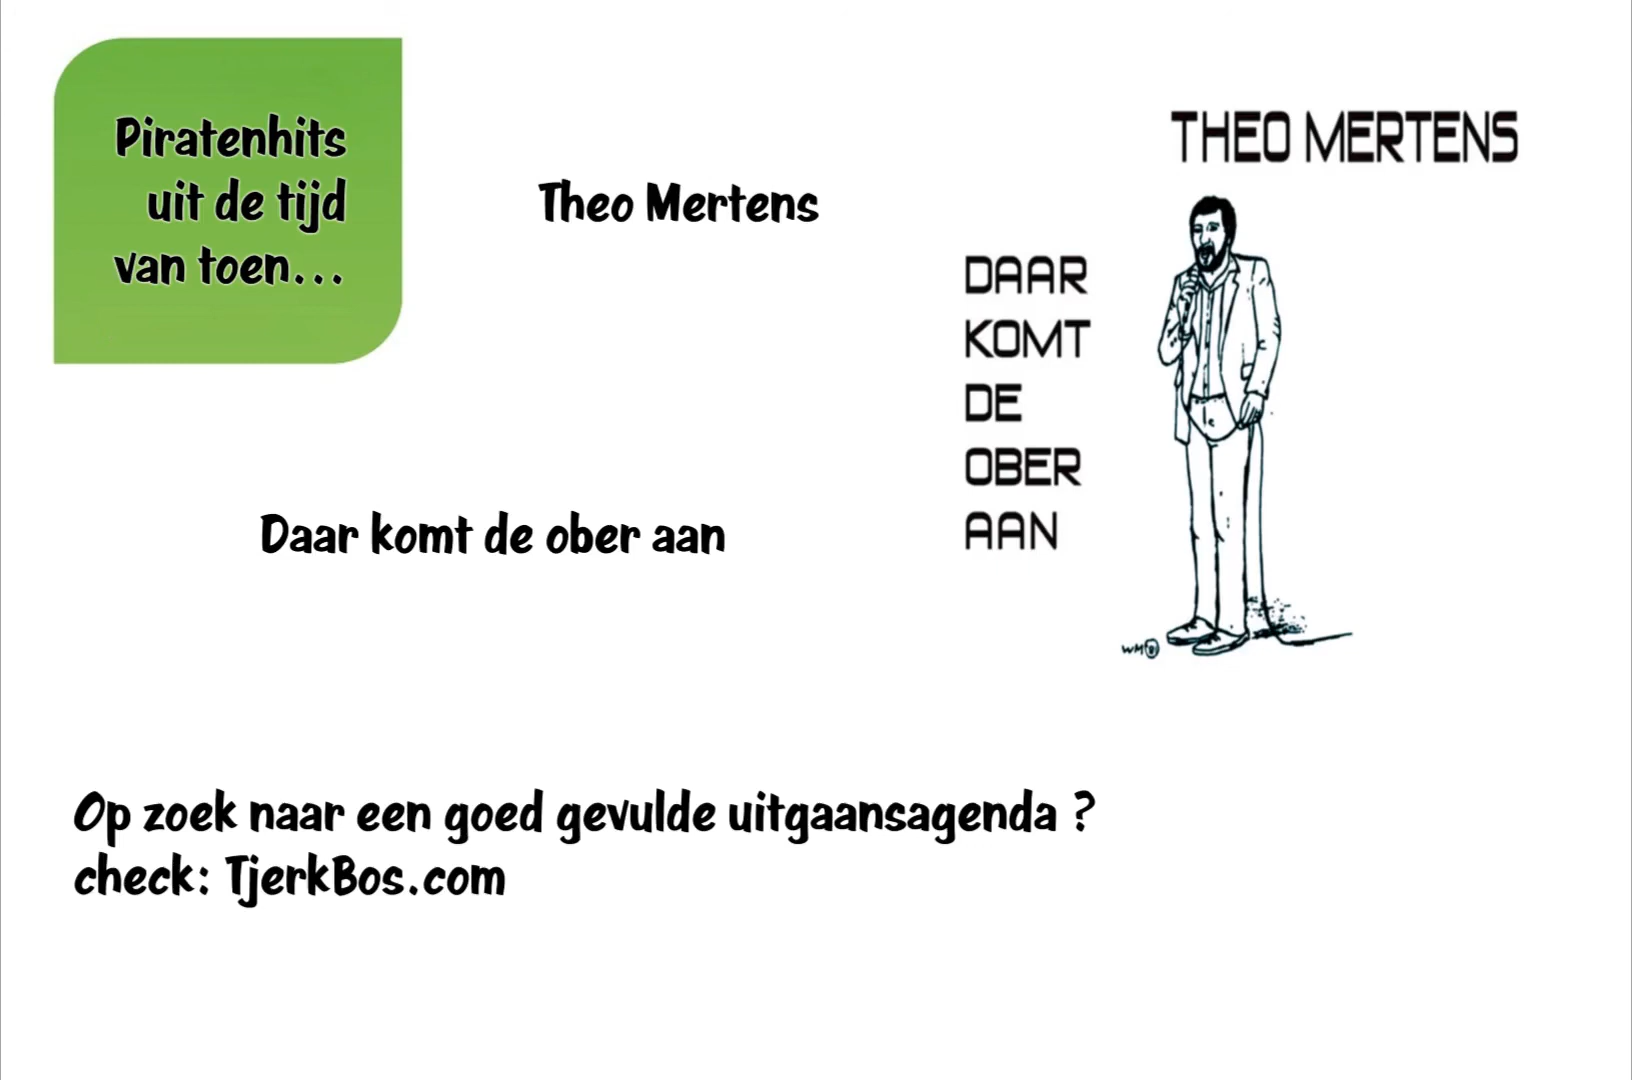 Piratenhits
uit de tijd
van toen...
Theo Mertens
Daar komt de ober aan
THEO MERTENS
DAAR
KOMT
DE
OBER
AAN
Op zoek naar een goed gevulde uitgaansagenda ?
check: TjerkBos.com